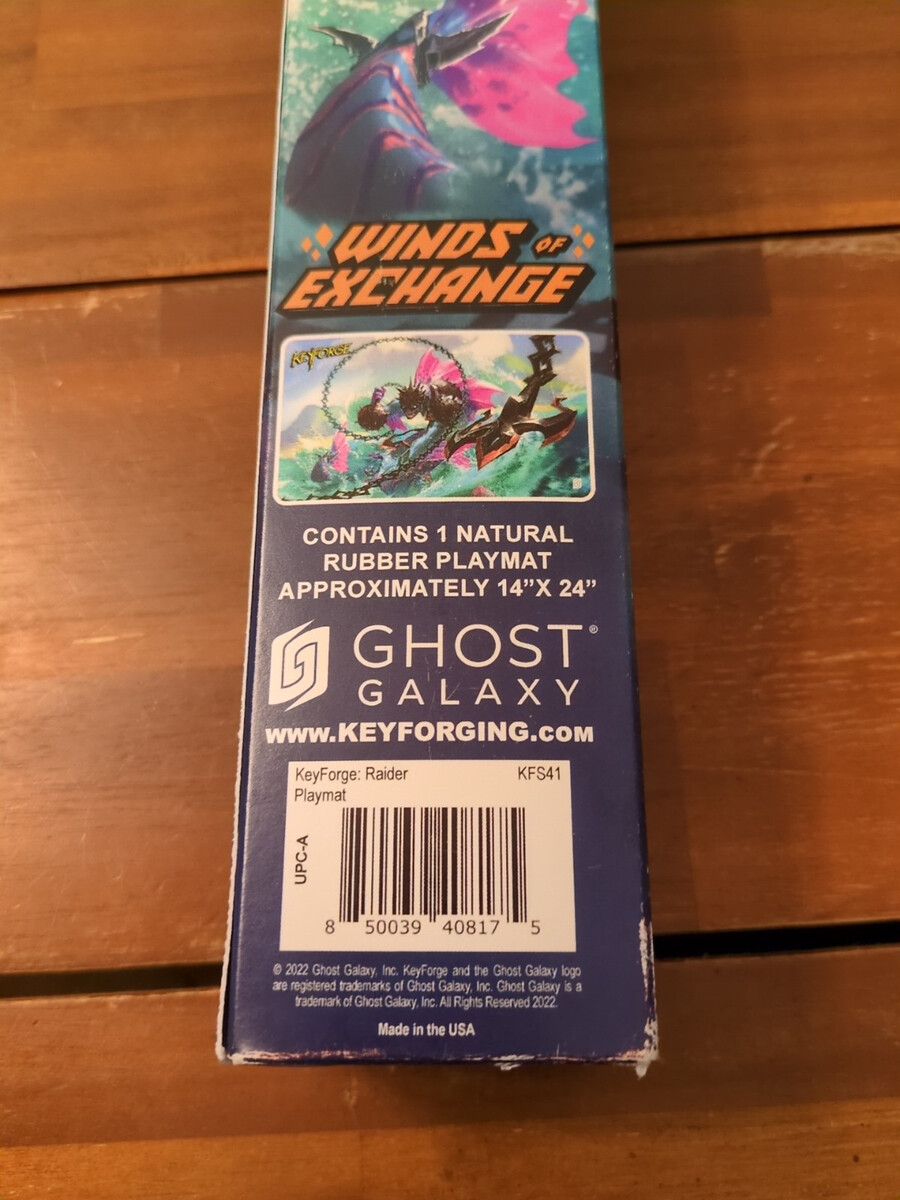 WINDS OF
EXCHANGE
KEYFORGE
CONTAINS 1 NATURAL
RUBBER PLAYMAT
APPROXIMATELY 14”X 24”
GHOST®
GALAXY
www.KEYFORGING.com
KeyForge: Raider KFS41
Playmat
UPC-A
8 50039 40817 5
© 2022 Ghost Galaxy, Inc. KeyForge and the Ghost Galaxy logo
are registered trademarks of Ghost Galaxy, Inc. Ghost Galaxy is a
trademark of Ghost Galaxy, Inc. All Rights Reserved 2022.
Made in the USA